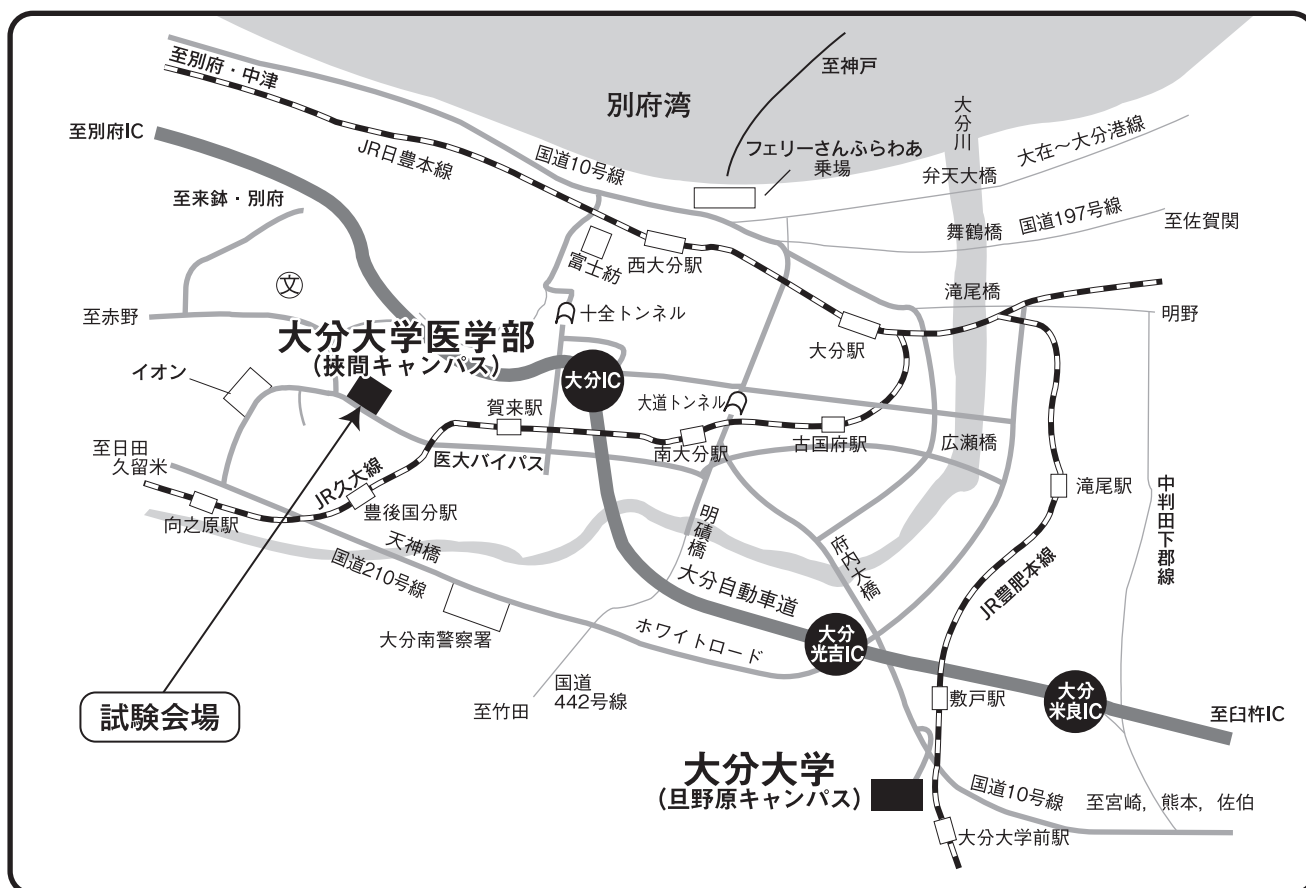 至別府・中津
至神戸
別府湾
大分川
至別府IC
JR日豊本線
国道10号線
フェリーさんふらわあ
乗場
大在～大分港線
弁天大橋
至来鉢・別府
舞鶴橋
国道197号線
至佐賀関
富士紡
西大分駅
文
滝尾橋
至赤野
十全トンネル
明野
大分大学医学部
(挾間キャンパス)
大分駅
イオン
大分IC
大道トンネル
賀来駅
古国府駅
広瀬橋
南大分駅
至日田
久留米
医大バイパス
JR久大線
滝尾駅
向之原駅
豊後国分駅
明磧橋
中判田下郡線
天神橋
府内大橋
国道210号線
大分自動車道
JR豊肥本線
大分南警察署
ホワイトロード
大分
光吉IC
国道
442号線
至竹田
敷戸駅
大分
米良IC
試験会場
至臼杵IC
大分大学
(旦野原キャンパス)
国道10号線
至宮崎，熊本，佐伯
大分大学前駅